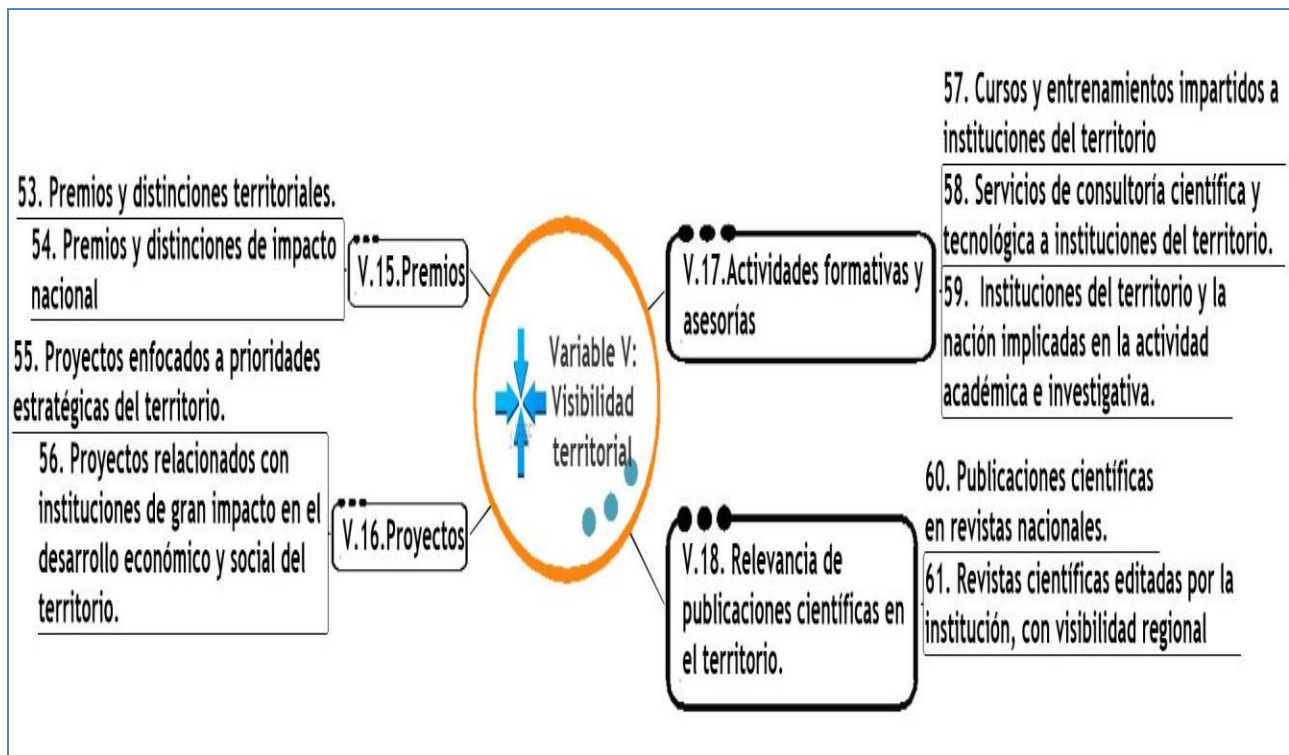 53. Premios y distinciones territoriales.
54. Premios y distinciones de impacto
nacional
V.15.Premios
55. Proyectos enfocados a prioridades
estratégicas del territorio.
56. Proyectos relacionados con
instituciones de gran impacto en el
desarrollo económico y social del
territorio.
V.16.Proyectos
Variable V:
Visibilidad
territorial
V.17.Actividades formativas y
asesorías
57. Cursos y entrenamientos impartidos a
instituciones del territorio
58. Servicios de consultoría científica y
tecnológica a instituciones del territorio.
59. Instituciones del territorio y la
nación implicadas en la actividad
académica e investigativa.
V.18. Relevancia de
publicaciones científicas en
el territorio.
60. Publicaciones científicas
en revistas nacionales.
61. Revistas científicas editadas por la
institución, con visibilidad regional